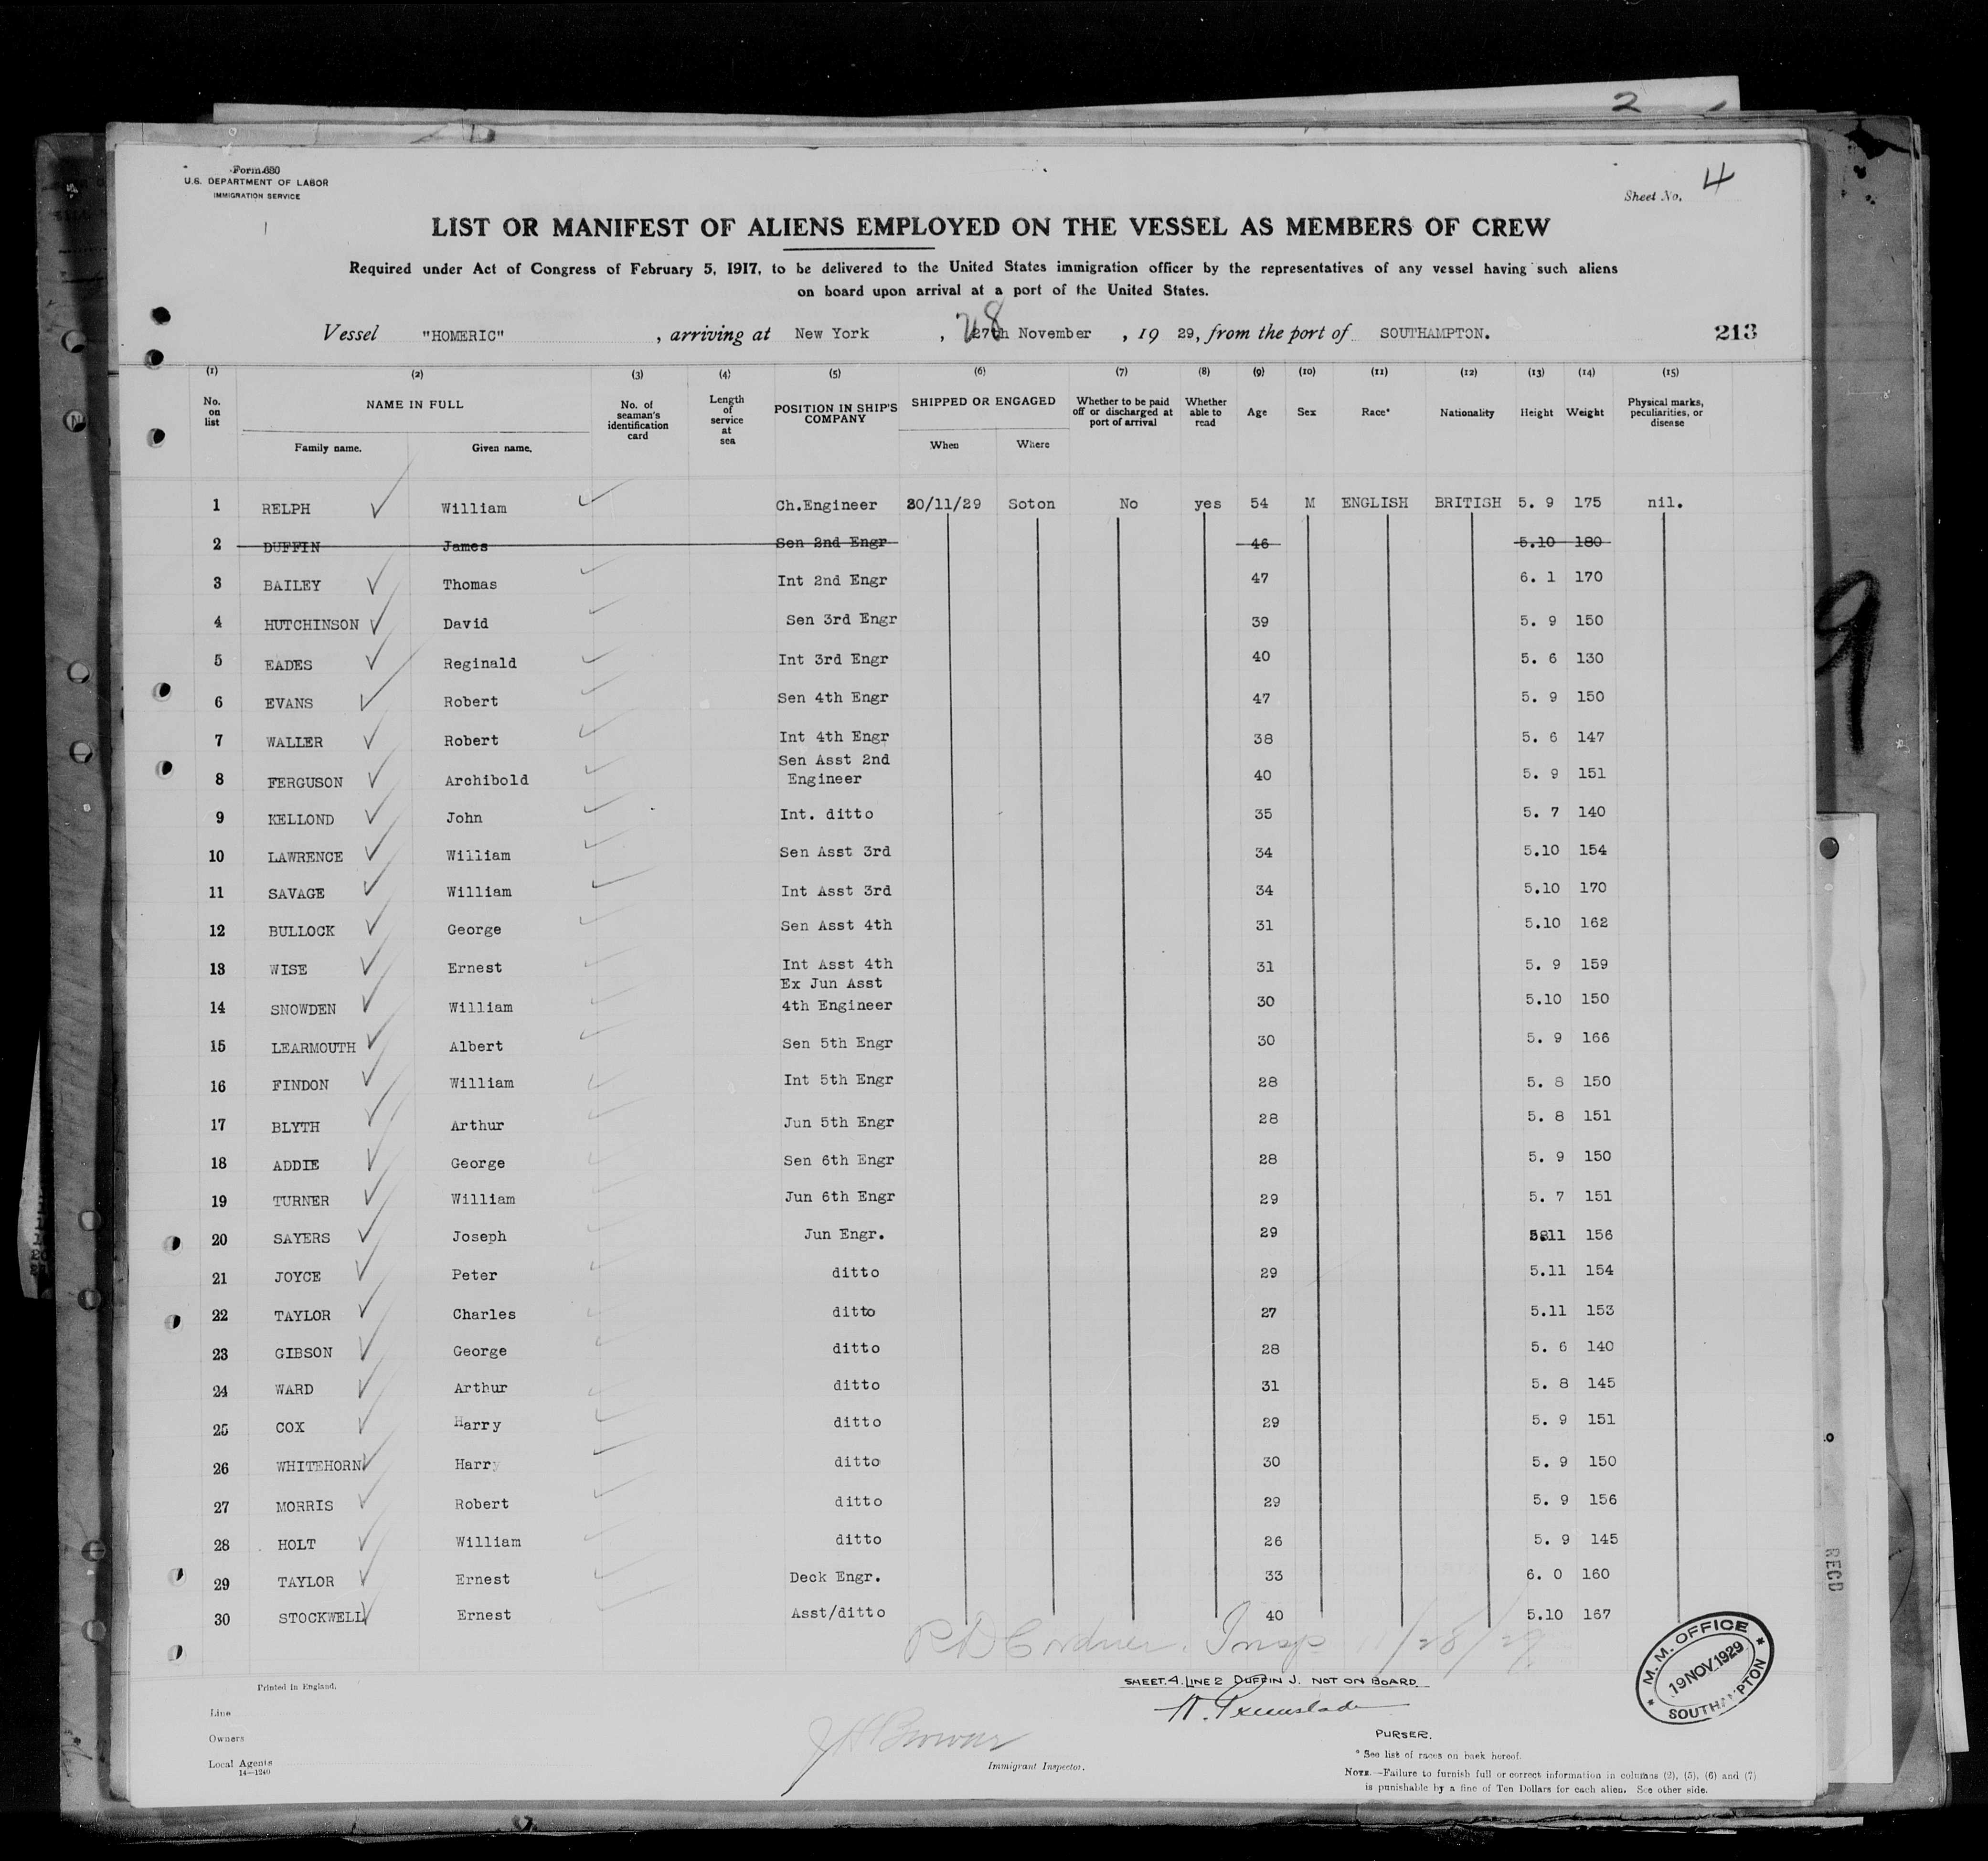 2
Form 680
U.S. DEPARTMENT OF LABOR
IMMIGRATION SERVICE
Sheet No. 4
LIST OR MANIFEST OF ALIENS EMPLOYED ON THE VESSEL AS MEMBERS OF CREW
Required under Act of Congress of February 5, 1917, to be delivered to the United States immigration officer by the representatives of any vessel having such aliens
on board upon arrival at a port of the United States.
Vessel "HOMERIC" , arriving at New York , 27th 28 November , 19 29, from the port of SOUTHAMPTON. 213
(1) (2) (3) (4) (5) (6) (7) (8) (9) (10) (11) (12) (13) (14) (15)
No. on list NAME IN FULL No. of seaman's identification card Length of service at sea POSITION IN SHIP'S COMPANY SHIPPED OR ENGAGED Whether to be paid off or discharged at port of arrival Whether able to read Age Sex Race* Nationality Height Weight Physical marks, peculiarities, or disease
Family name. Given name. When Where
1 RELPH William Ch.Engineer 20/11/29 Soton No yes 54 M ENGLISH BRITISH 5. 9 175 nil.
2 DUFFIN James Sen 2nd Engr 46 5.10 180
3 BAILEY Thomas Int 2nd Engr 47 6. 1 170
4 HUTCHINSON David Sen 3rd Engr 39 5. 9 150
5 EADES Reginald Int 3rd Engr 40 5. 6 130
6 EVANS Robert Sen 4th Engr 47 5. 9 150
7 WALLER Robert Int 4th Engr 38 5. 6 147
8 FERGUSON Archibold Sen Asst 2nd Engineer 40 5. 9 151
9 KELLOND John Int. ditto 35 5. 7 140
10 LAWRENCE William Sen Asst 3rd 34 5.10 154
11 SAVAGE William Int Asst 3rd 34 5.10 170
12 BULLOCK George Sen Asst 4th 31 5.10 162
13 WISE Ernest Int Asst 4th 31 5. 9 159
14 SNOWDEN William Ex Jun Asst 4th Engineer 30 5.10 150
15 LEARMOUTH Albert Sen 5th Engr 30 5. 9 166
16 FINDON William Int 5th Engr 28 5. 8 150
17 BLYTH Arthur Jun 5th Engr 28 5. 8 151
18 ADDIE George Sen 6th Engr 28 5. 9 150
19 TURNER William Jun 6th Engr 29 5. 7 151
20 SAYERS Joseph Jun Engr. 29 5.11 156
21 JOYCE Peter ditto 29 5.11 154
22 TAYLOR Charles ditto 27 5.11 153
23 GIBSON George ditto 28 5. 6 140
24 WARD Arthur ditto 31 5. 8 145
25 COX Harry ditto 29 5. 9 151
26 WHITEHORN Harry ditto 30 5. 9 150
27 MORRIS Robert ditto 29 5. 9 156
28 HOLT William ditto 26 5. 9 145
29 TAYLOR Ernest Deck Engr. 33 6. 0 160
30 STOCKWELL Ernest Asst/ditto 40 5.10 167
Insp 11/28/29
M. M. OFFICE
19 NOV 1929
SOUTHAMPTON
Printed in England.
SHEET. 4. LINE 2 DUFFIN J. NOT ON BOARD.
Line
Owners
PURSER.
Local Agents
14—1240
Immigrant Inspector.
* See list of races on back hereof.
NOTE.—Failure to furnish full or correct information in columns (2), (5), (6) and (7)
is punishable by a fine of Ten Dollars for each alien. See other side.
9
RECD